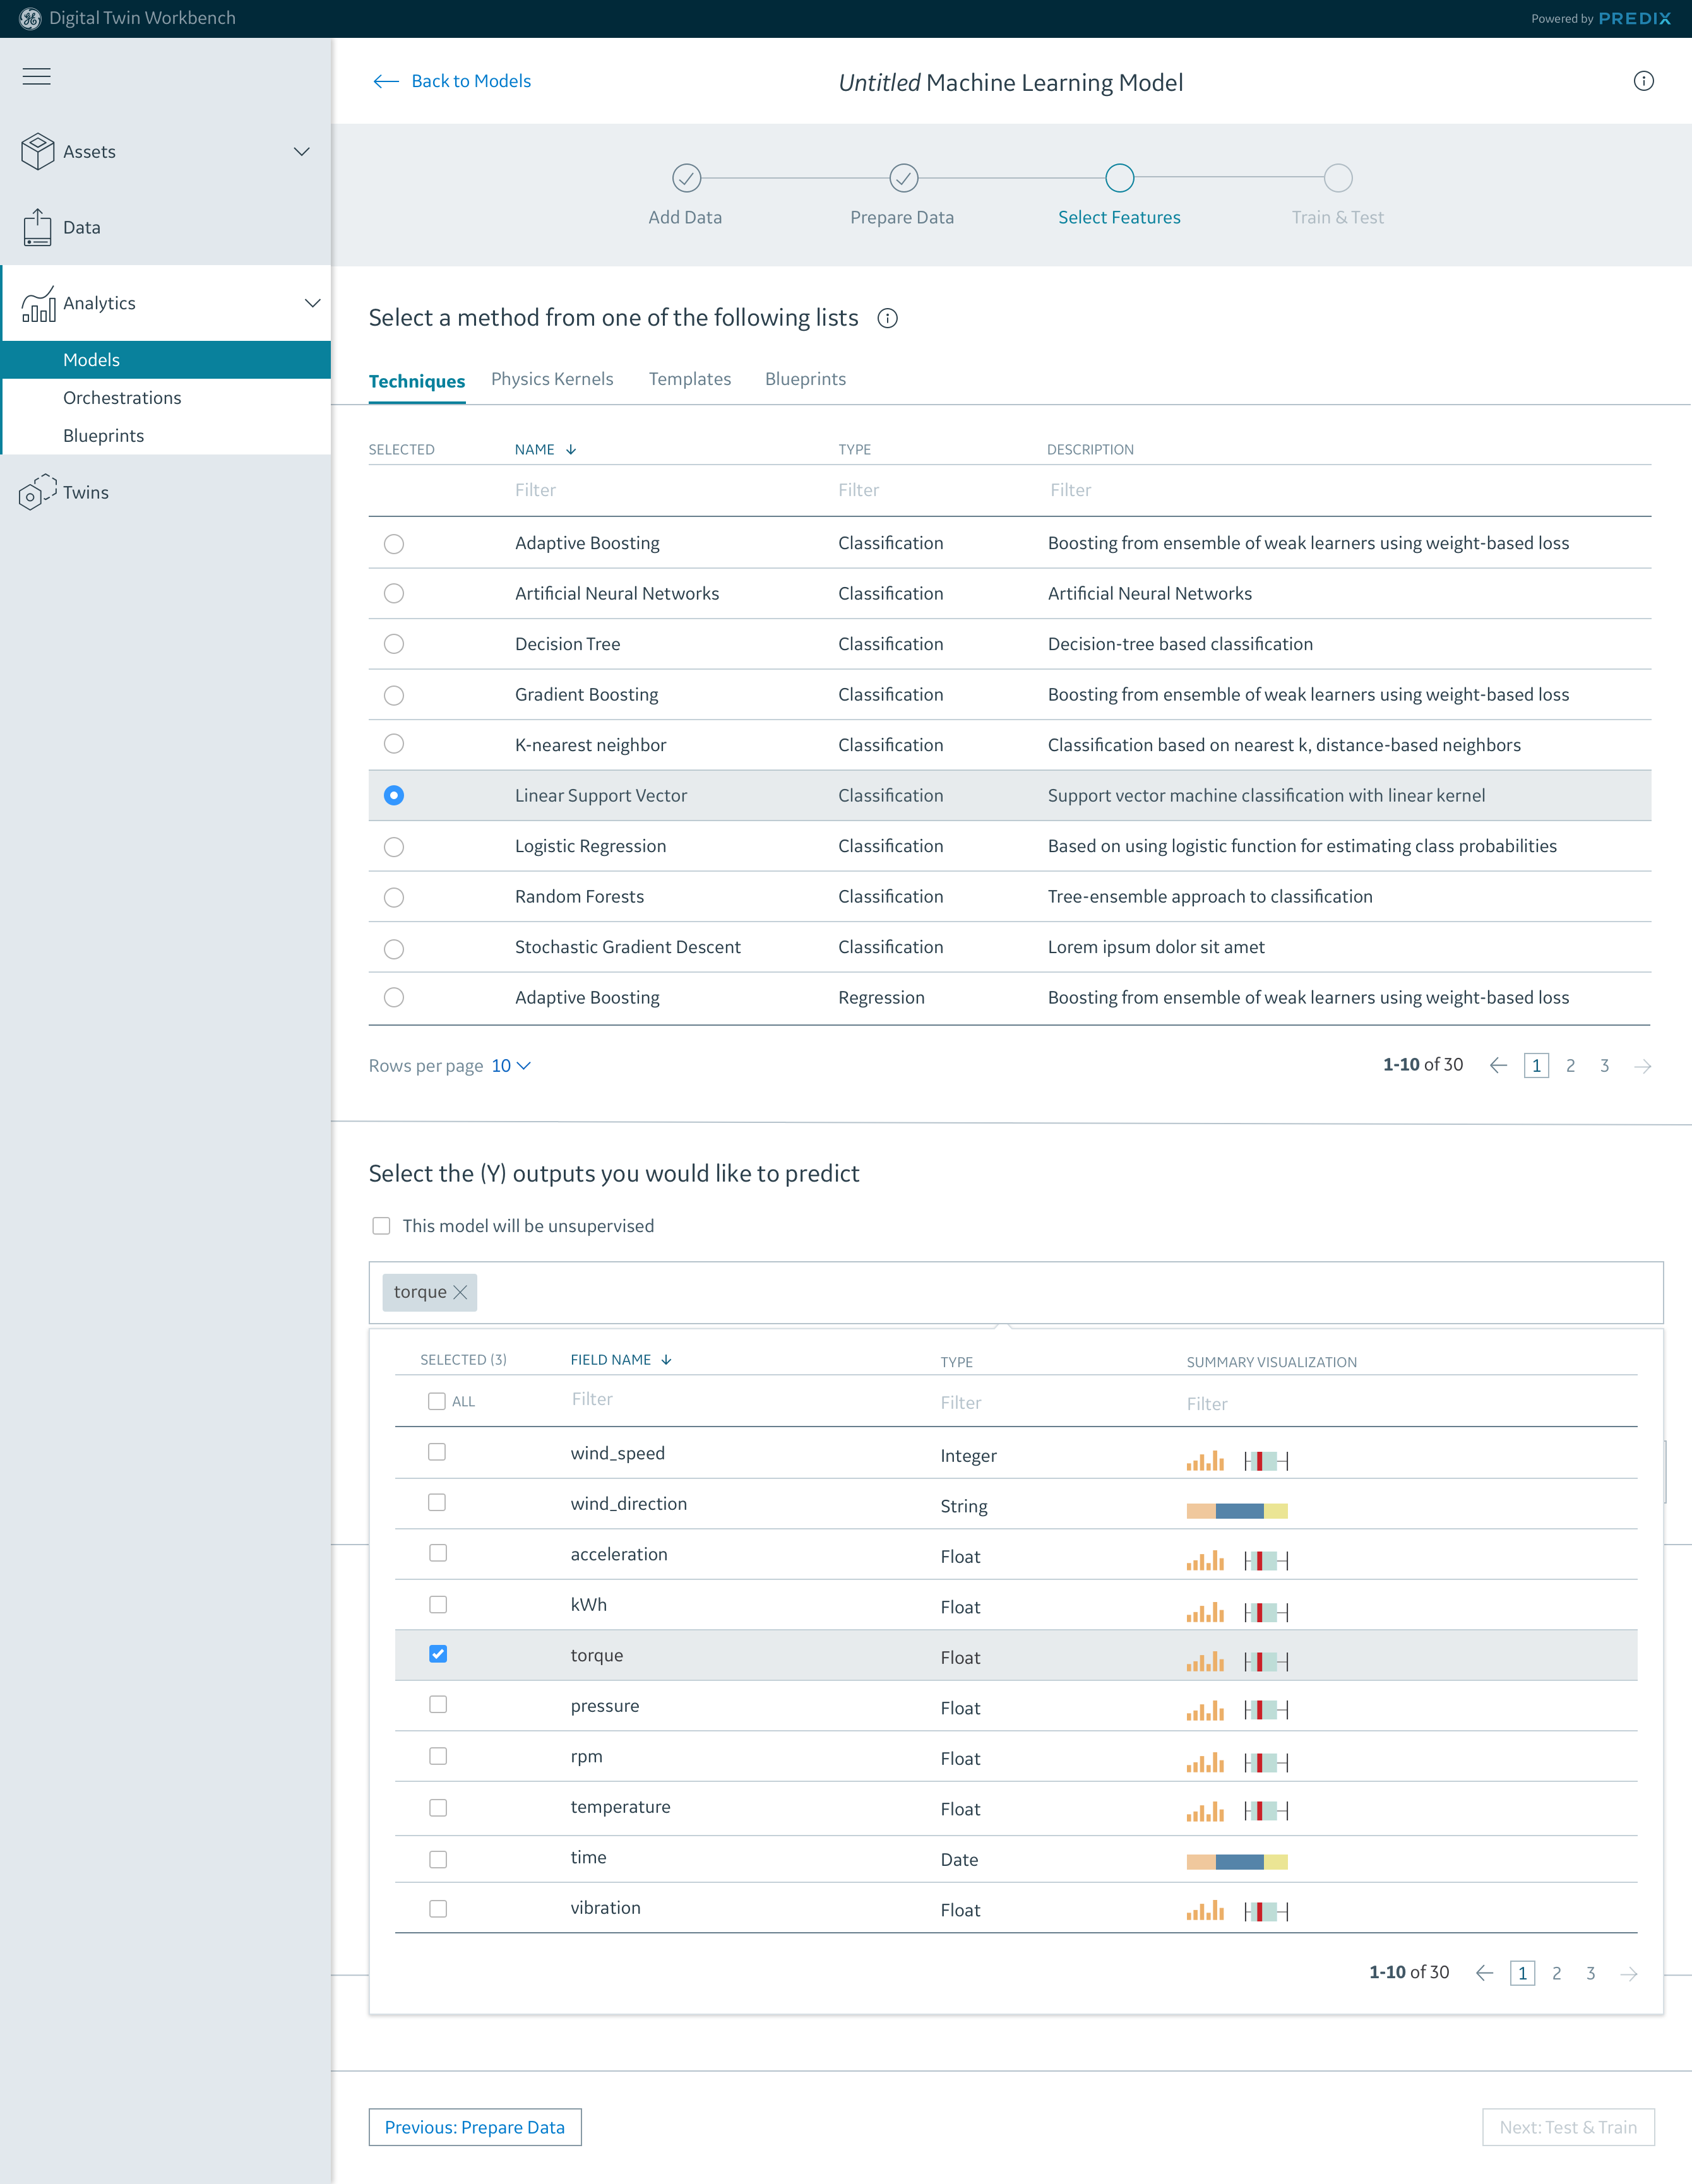 Digital Twin Workbench
Powered by PREDIX
Back to Models
Untitled Machine Learning Model
Assets
Data
Analytics
Models
Orchestrations
Blueprints
Twins
Add Data Prepare Data Select Features Train & Test
Select a method from one of the following lists
Techniques Physics Kernels Templates Blueprints
SELECTED NAME TYPE DESCRIPTION
Filter Filter Filter
Adaptive Boosting Classification Boosting from ensemble of weak learners using weight-based loss
Artificial Neural Networks Classification Artificial Neural Networks
Decision Tree Classification Decision-tree based classification
Gradient Boosting Classification Boosting from ensemble of weak learners using weight-based loss
K-nearest neighbor Classification Classification based on nearest k, distance-based neighbors
Linear Support Vector Classification Support vector machine classification with linear kernel
Logistic Regression Classification Based on using logistic function for estimating class probabilities
Random Forests Classification Tree-ensemble approach to classification
Stochastic Gradient Descent Classification Lorem ipsum dolor sit amet
Adaptive Boosting Regression Boosting from ensemble of weak learners using weight-based loss
Rows per page 10 1-10 of 30 1 2 3
Select the (Y) outputs you would like to predict
This model will be unsupervised
torque
SELECTED (3) FIELD NAME TYPE SUMMARY VISUALIZATION
ALL Filter Filter Filter
wind_speed Integer
wind_direction String
acceleration Float
kWh Float
torque Float
pressure Float
rpm Float
temperature Float
time Date
vibration Float
1-10 of 30 1 2 3
Previous: Prepare Data Next: Test & Train